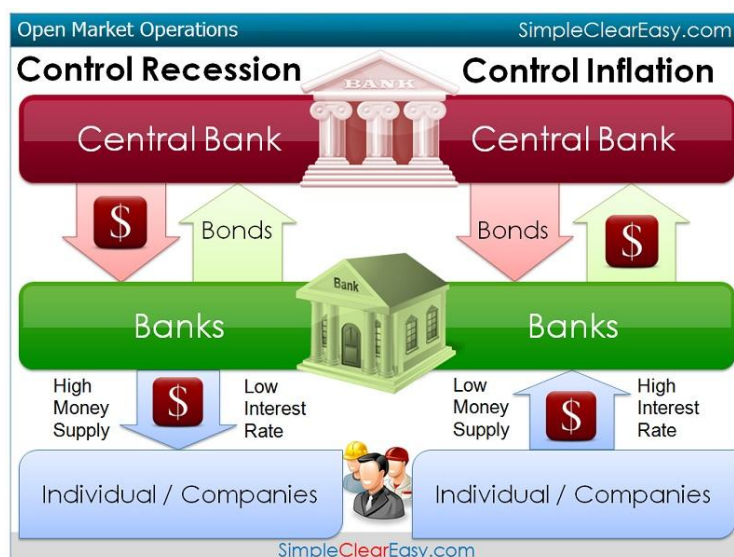 Open Market Operations
SimpleClearEasy.com
Control Recession
Control Inflation
BANK
Central Bank
Central Bank
$
Bonds
Bonds
$
Bank
Banks
Banks
High
Money
Supply
$
Low
Interest
Rate
Low
Money
Supply
$
High
Interest
Rate
Individual / Companies
Individual / Companies
SimpleClearEasy.com